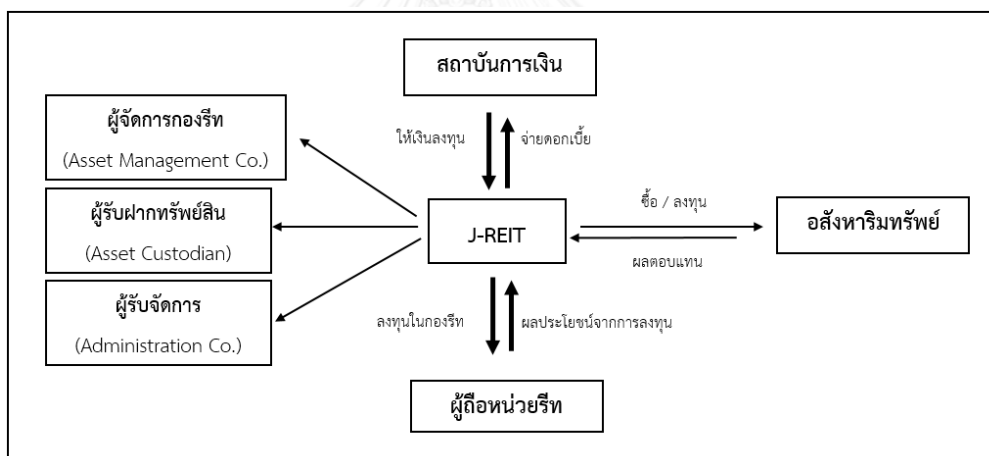 สถาบันการเงิน
ผู้จัดการกองรีท
(Asset Management Co.)
ให้เงินลงทุน
จ่ายดอกเบี้ย
ผู้รับฝากทรัพย์สิน
(Asset Custodian)
J-REIT
ซื้อ / ลงทุน
ผลตอบแทน
อสังหาริมทรัพย์
ผู้รับจัดการ
(Administration Co.)
ลงทุนในกองรีท
ผลประโยชน์จากการลงทุน
ผู้ถือหน่วยรีท